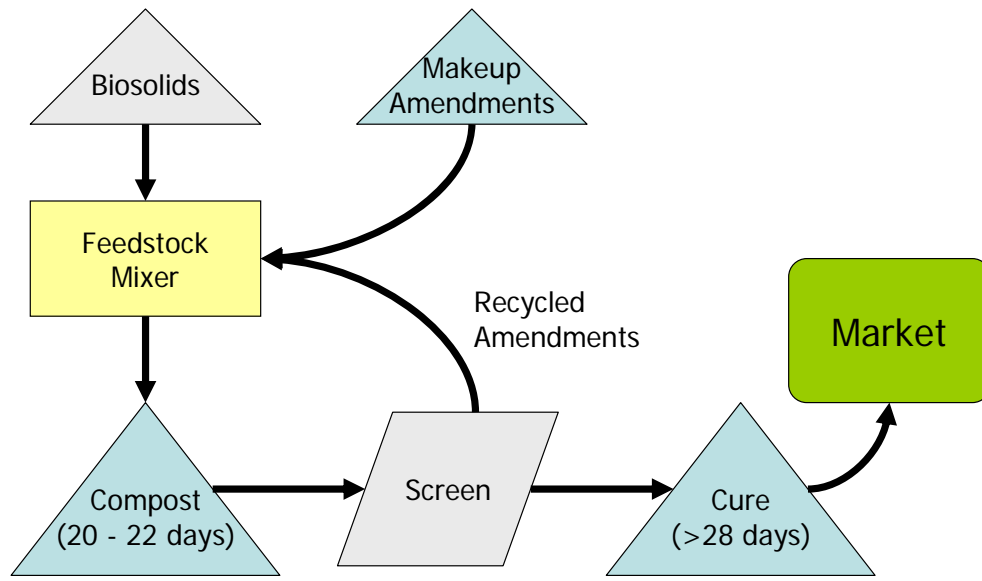 Biosolids
Makeup
Amendments
Feedstock
Mixer
Recycled
Amendments
Market
Compost
(20 - 22 days)
Screen
Cure
(>28 days)